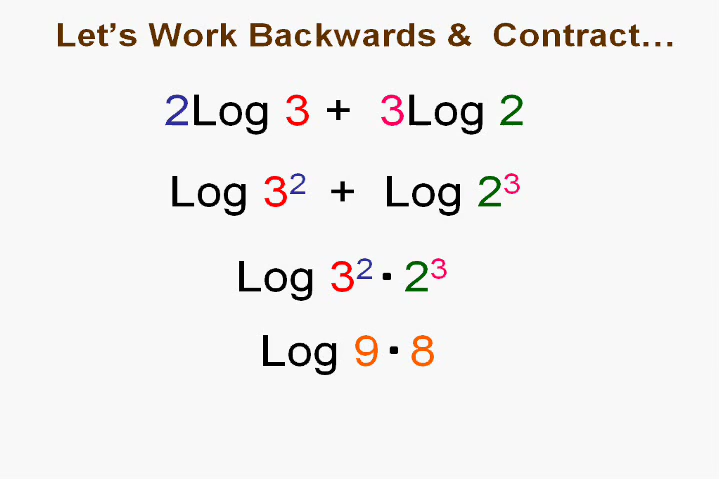 Let’s Work Backwards &  Contract…
2Log 3 +  3Log 2
Log 3² + Log 2³
Log 3² · 2³
Log 9 · 8